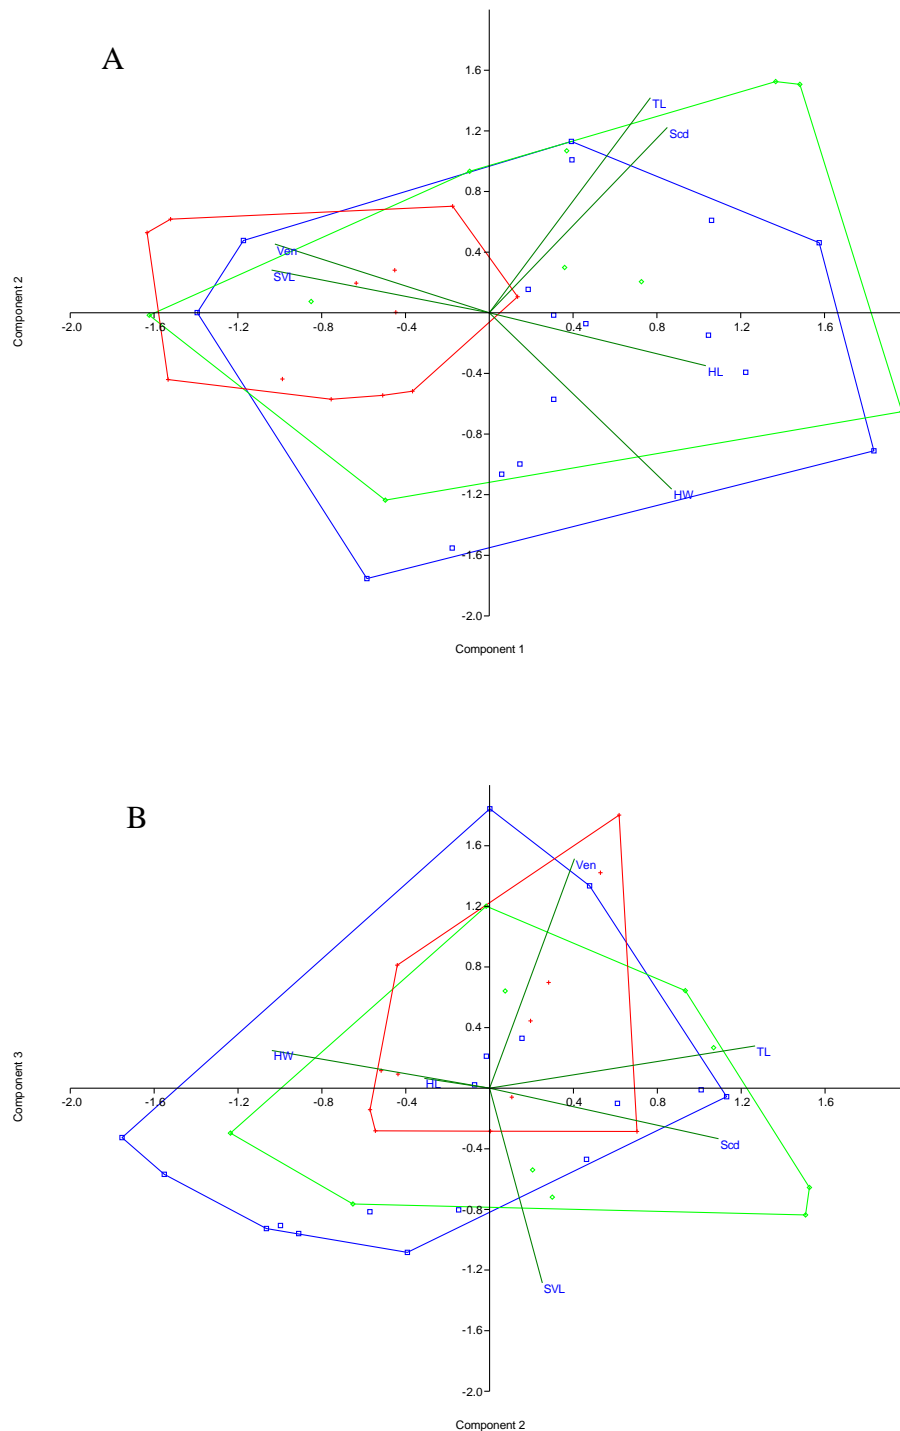 A
1.6
TL
Scd
1.2
0.8
0.4
Ven
SVL
-2.0 -1.6 -1.2 -0.8 -0.4 0.4 0.8 1.2 1.6
HL
-0.4
-0.8
HW
-1.2
-1.6
-2.0
Component 2
Component 1
B
1.6
Ven
1.2
0.8
0.4
HW
TL
HL
-2.0 -1.6 -1.2 -0.8 -0.4 0.4 0.8 1.2 1.6
Scd
-0.4
-0.8
-1.2
SVL
-1.6
-2.0
Component 3
Component 2